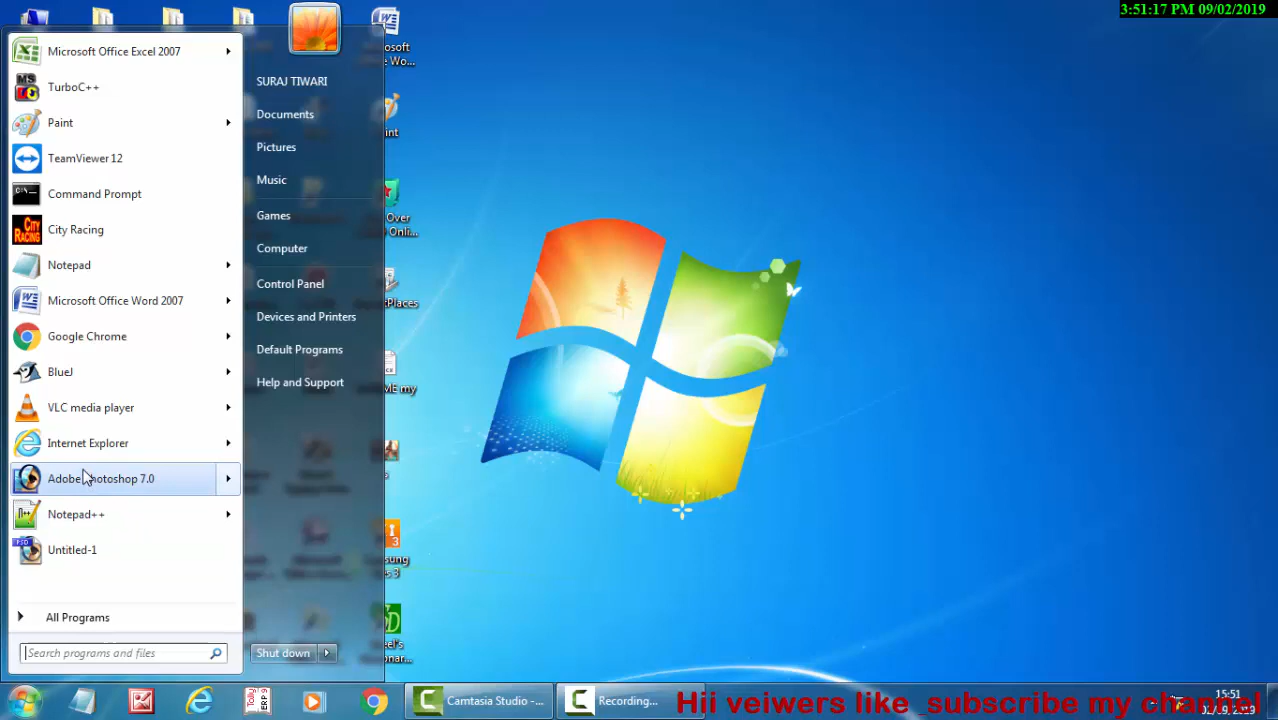 3:51:17 PM 09/02/2019
Microsoft Office Excel 2007
TurboC++
Paint
TeamViewer 12
Command Prompt
City Racing
Notepad
Microsoft Office Word 2007
Google Chrome
BlueJ
VLC media player
Internet Explorer
Adobe Photoshop 7.0
Notepad++
Untitled-1
All Programs
Search programs and files
SURAJ TIWARI
Documents
Pictures
Music
Games
Computer
Control Panel
Devices and Printers
Default Programs
Help and Support
Shut down
Camtasia Studio -...
Recording...
Hii veiwers like subscribe my channel
15:51